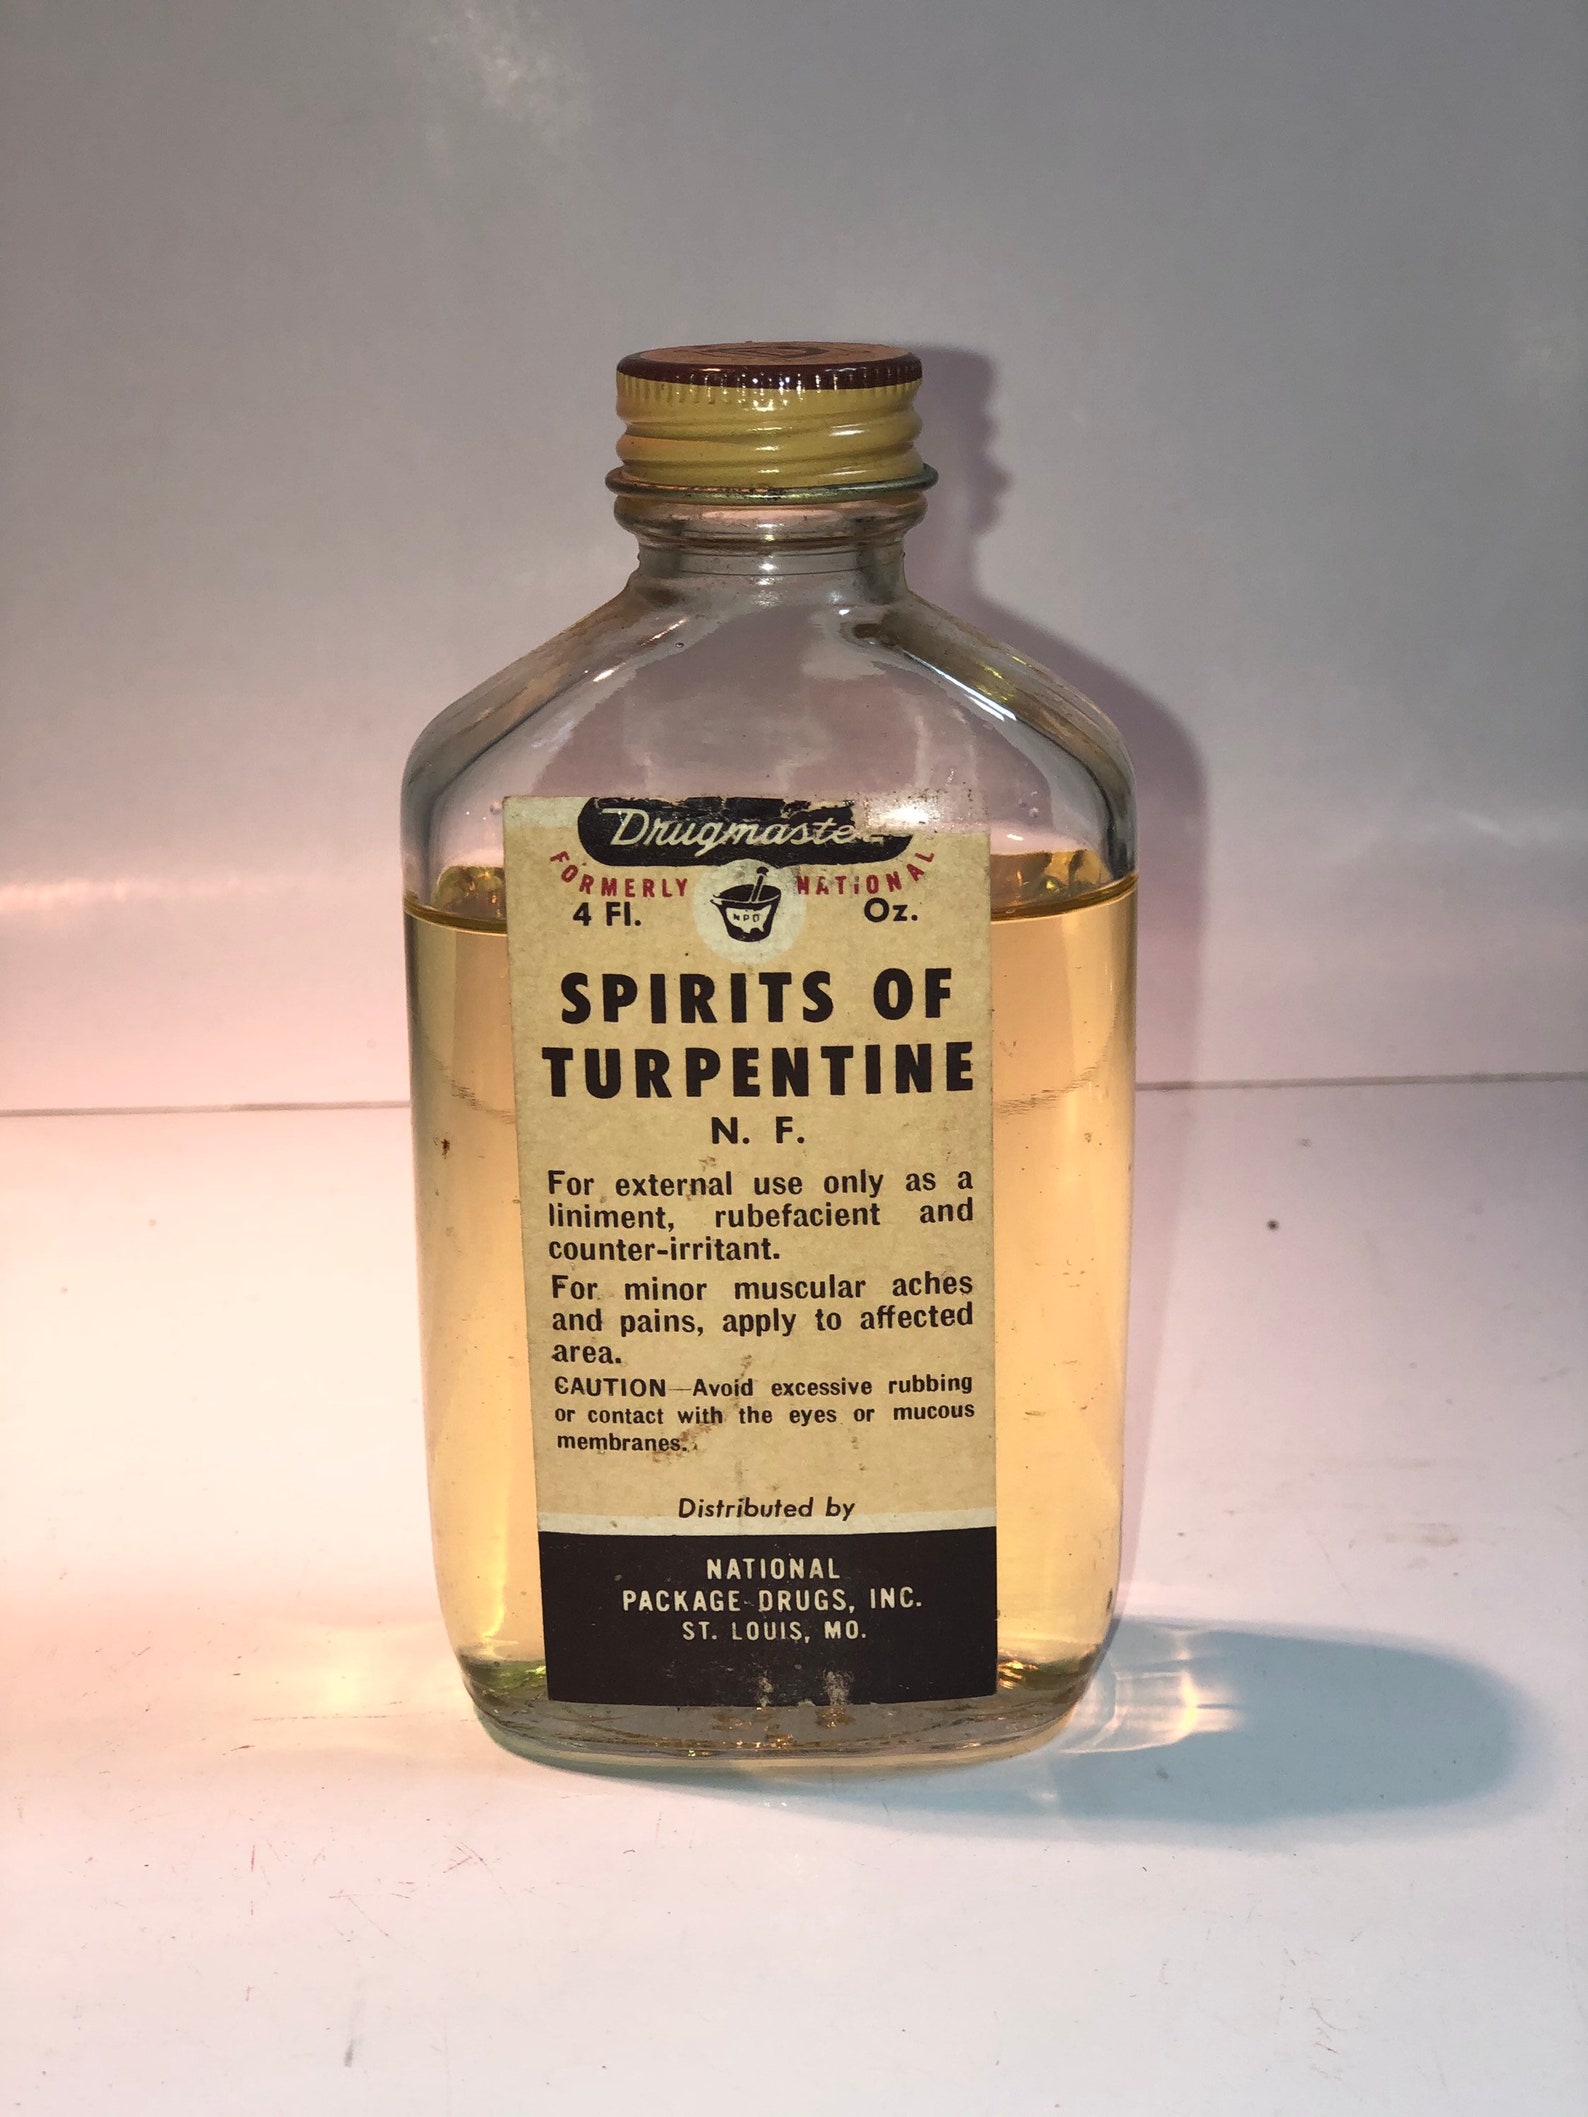 Drugmaster
FORMERLY NATIONAL
4 Fl. Oz.
NPD
SPIRITS OF
TURPENTINE
N. F.
For external use only as a
liniment, rubefacient and
counter-irritant.
For minor muscular aches
and pains, apply to affected
area.
CAUTION—Avoid excessive rubbing
or contact with the eyes or mucous
membranes.
Distributed by
NATIONAL
PACKAGE DRUGS, INC.
ST. LOUIS, MO.